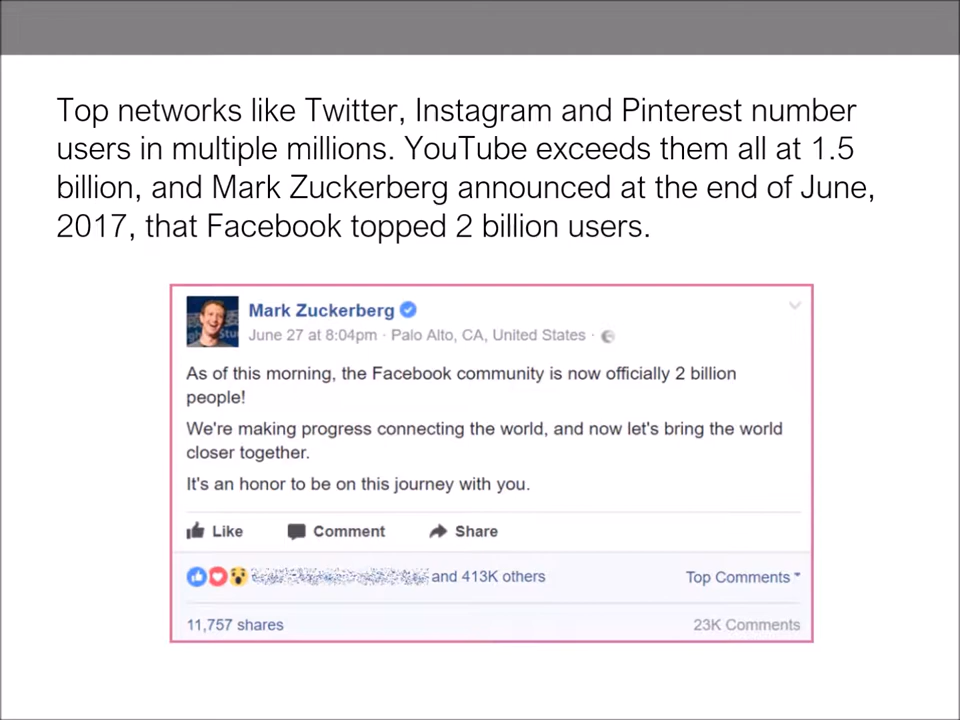 Top networks like Twitter, Instagram and Pinterest number
users in multiple millions. YouTube exceeds them all at 1.5
billion, and Mark Zuckerberg announced at the end of June,
2017, that Facebook topped 2 billion users.
Mark Zuckerberg
June 27 at 8:04pm · Palo Alto, CA, United States ·
As of this morning, the Facebook community is now officially 2 billion
people!
We're making progress connecting the world, and now let's bring the world
closer together.
It's an honor to be on this journey with you.
Like Comment Share
and 413K others Top Comments
11,757 shares 23K Comments